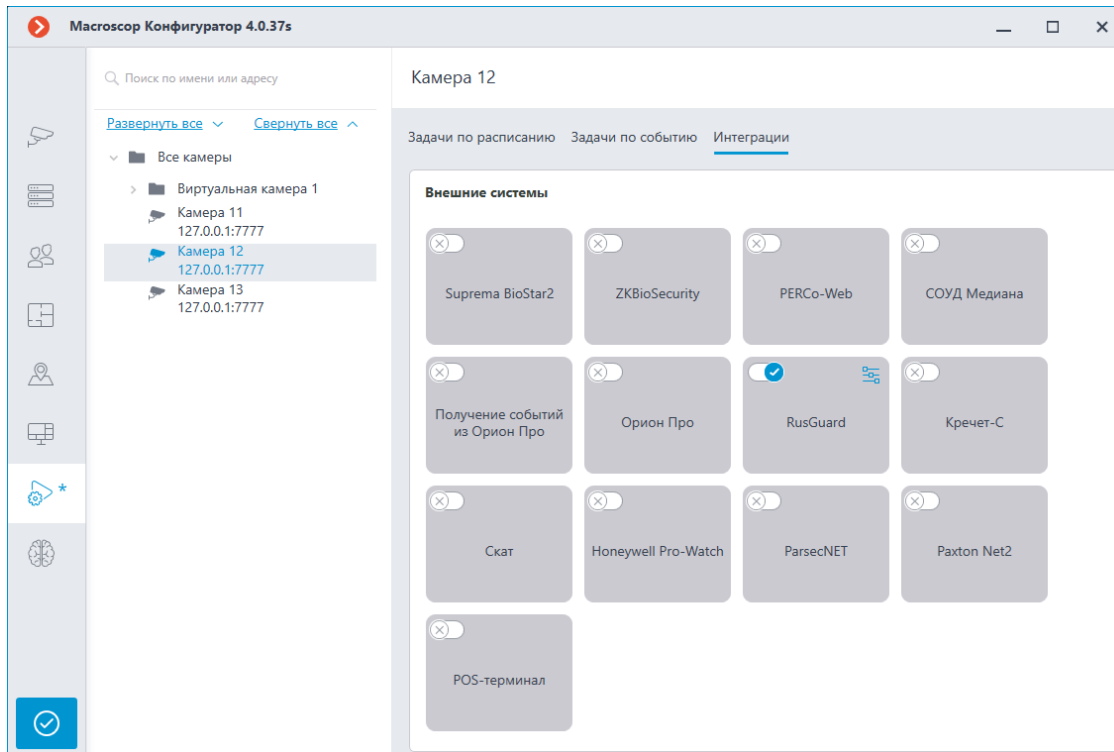 Macroscop Конфигуратор 4.0.37s
Поиск по имени или адресу
Развернуть все
Свернуть все
Все камеры
Виртуальная камера 1
Камера 11
127.0.0.1:7777
Камера 12
127.0.0.1:7777
Камера 13
127.0.0.1:7777
Камера 12
Задачи по расписанию
Задачи по событию
Интеграции
Внешние системы
Suprema BioStar2
ZKBioSecurity
PERCo-Web
СОУД Медиана
Получение событий
из Орион Про
Орион Про
RusGuard
Кречет-С
Скат
Honeywell Pro-Watch
ParsecNET
Paxton Net2
POS-терминал